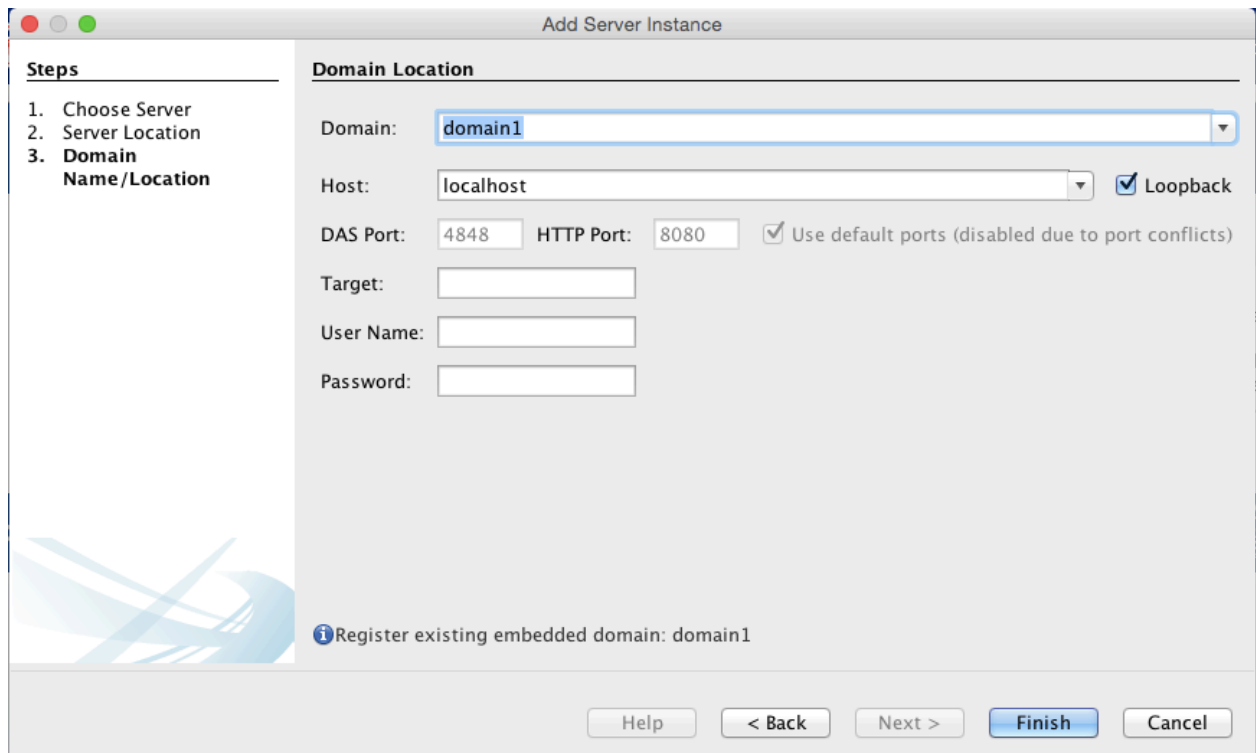 Add Server Instance
Steps
1. Choose Server
2. Server Location
3. Domain
Name/Location
Domain Location
Domain: domain1
Host: localhost Loopback
DAS Port: 4848 HTTP Port: 8080 Use default ports (disabled due to port conflicts)
Target:
User Name:
Password:
Register existing embedded domain: domain1
Help < Back Next > Finish Cancel